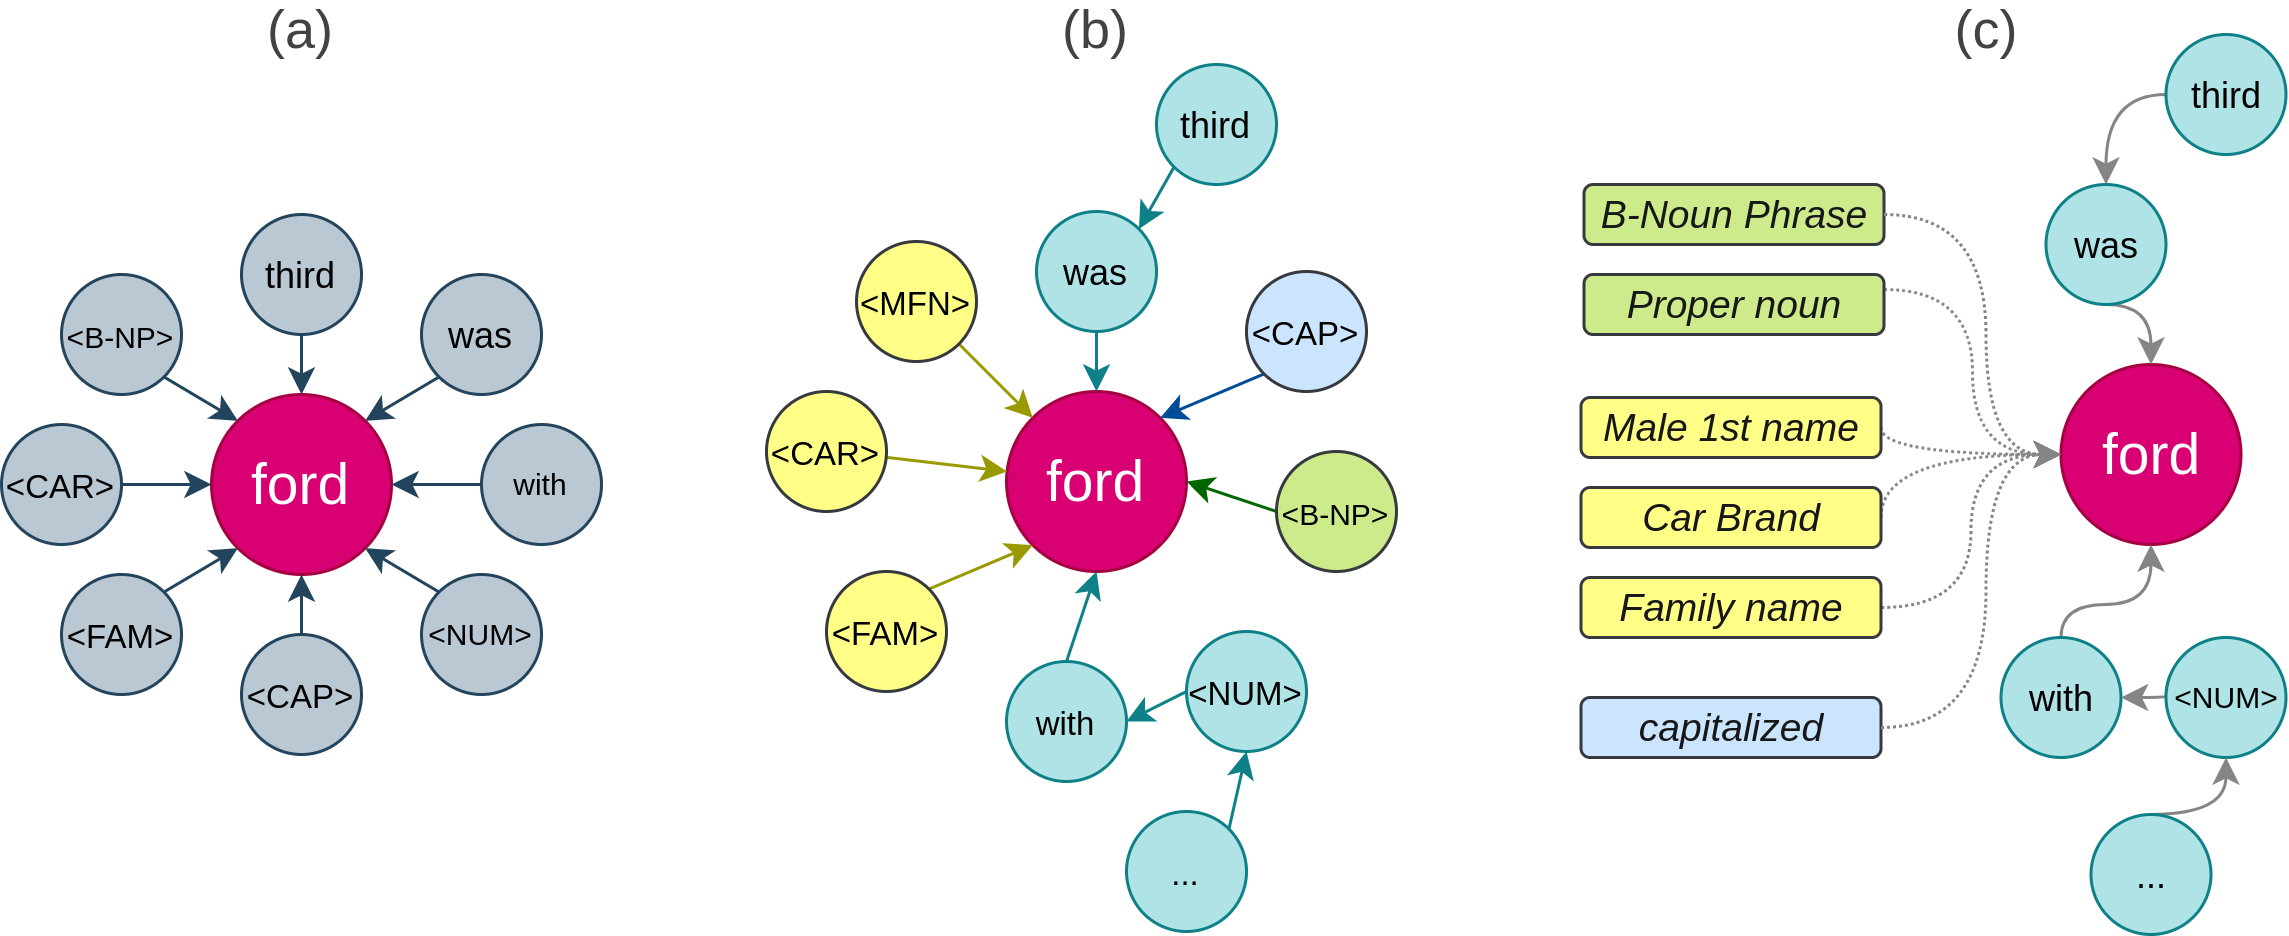 (a)
third
<B-NP>
was
<CAR>
ford
with
<FAM>
<NUM>
<CAP>
(b)
third
was
<MFN>
<CAP>
<CAR>
ford
<B-NP>
<FAM>
with
<NUM>
...
(c)
third
B-Noun Phrase
was
Proper noun
Male 1st name
ford
Car Brand
Family name
with
<NUM>
capitalized
...